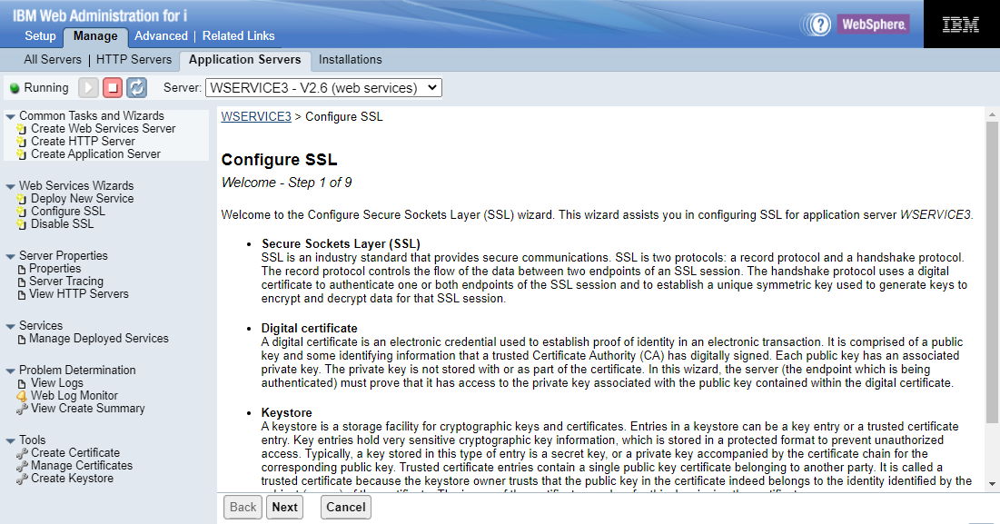 IBM Web Administration for i
WebSphere.
IBM
Setup Manage Advanced | Related Links
All Servers | HTTP Servers Application Servers Installations
Running Server: WSERVICE3 - V2.6 (web services)
Common Tasks and Wizards
Create Web Services Server
Create HTTP Server
Create Application Server
Web Services Wizards
Deploy New Service
Configure SSL
Disable SSL
Server Properties
Properties
Server Tracing
View HTTP Servers
Services
Manage Deployed Services
Problem Determination
View Logs
Web Log Monitor
View Create Summary
Tools
Create Certificate
Manage Certificates
Create Keystore
WSERVICE3 > Configure SSL
Configure SSL
Welcome - Step 1 of 9
Welcome to the Configure Secure Sockets Layer (SSL) wizard. This wizard assists you in configuring SSL for application server WSERVICE3.
• Secure Sockets Layer (SSL)
SSL is an industry standard that provides secure communications. SSL is two protocols: a record protocol and a handshake protocol.
The record protocol controls the flow of the data between two endpoints of an SSL session. The handshake protocol uses a digital
certificate to authenticate one or both endpoints of the SSL session and to establish a unique symmetric key used to generate keys to
encrypt and decrypt data for that SSL session.
• Digital certificate
A digital certificate is an electronic credential used to establish proof of identity in an electronic transaction. It is comprised of a public
key and some identifying information that a trusted Certificate Authority (CA) has digitally signed. Each public key has an associated
private key. The private key is not stored with or as part of the certificate. In this wizard, the server (the endpoint which is being
authenticated) must prove that it has access to the private key associated with the public key contained within the digital certificate.
• Keystore
A keystore is a storage facility for cryptographic keys and certificates. Entries in a keystore can be a key entry or a trusted certificate
entry. Key entries hold very sensitive cryptographic key information, which is stored in a protected format to prevent unauthorized
access. Typically, a key stored in this type of entry is a secret key, or a private key accompanied by the certificate chain for the
corresponding public key. Trusted certificate entries contain a single public key certificate belonging to another party. It is called a
trusted certificate because the keystore owner trusts that the public key in the certificate indeed belongs to the identity identified by the
Back Next Cancel